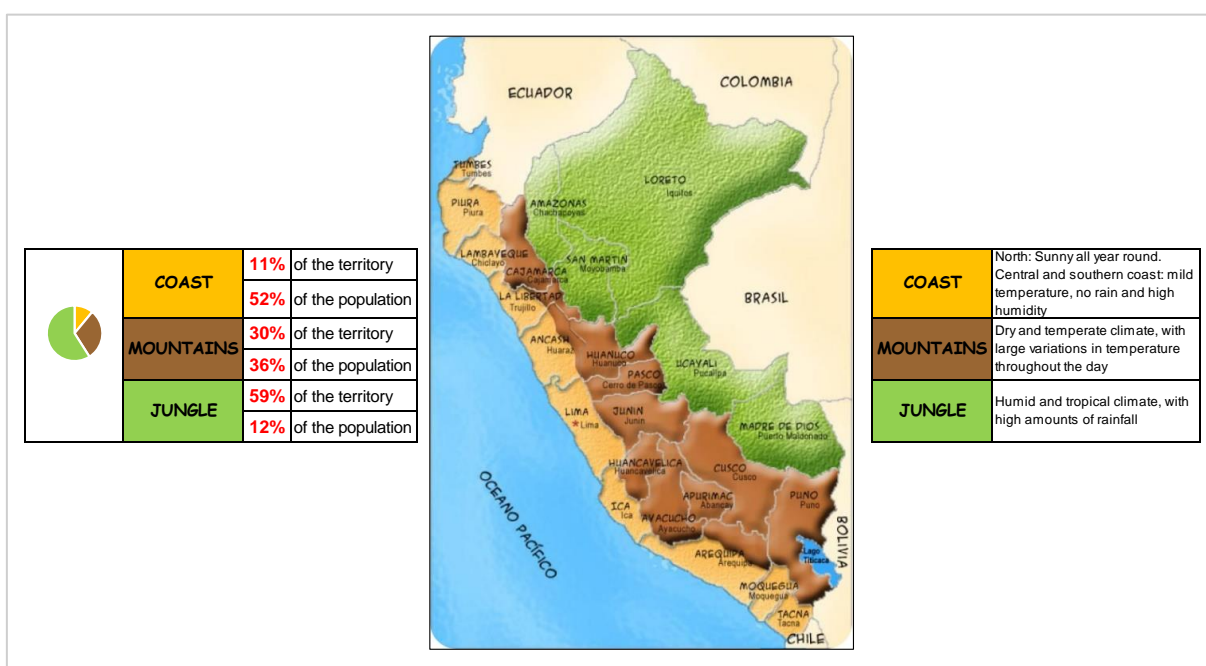 COAST
11% of the territory
52% of the population
MOUNTAINS
30% of the territory
36% of the population
JUNGLE
59% of the territory
12% of the population
ECUADOR
COLOMBIA
TUMBES
Tumbes
PIURA
Piura
LORETO
Iquitos
AMAZONAS
Chachapoyas
LAMBAYEQUE
Chiclayo
SAN MARTIN
Moyobamba
CAJAMARCA
Cajamarca
LA LIBERTAD
Trujillo
BRASIL
ANCASH
Huaraz
HUANUCO
Huanuco
UCAYALI
Pucallpa
PASCO
Cerro de Pasco
LIMA
Lima
JUNIN
Junin
MADRE DE DIOS
Puerto Maldonado
HUANCAVELICA
Huancavelica
CUSCO
Cusco
ICA
Ica
APURIMAC
Abancay
PUNO
Puno
AYACUCHO
Ayacucho
OCEANO PACÍFICO
BOLIVIA
AREQUIPA
Arequipa
Lago
Titicaca
MOQUEGUA
Moquegua
TACNA
Tacna
CHILE
COAST
North: Sunny all year round.
Central and southern coast: mild
temperature, no rain and high
humidity
MOUNTAINS
Dry and temperate climate, with
large variations in temperature
throughout the day
JUNGLE
Humid and tropical climate, with
high amounts of rainfall